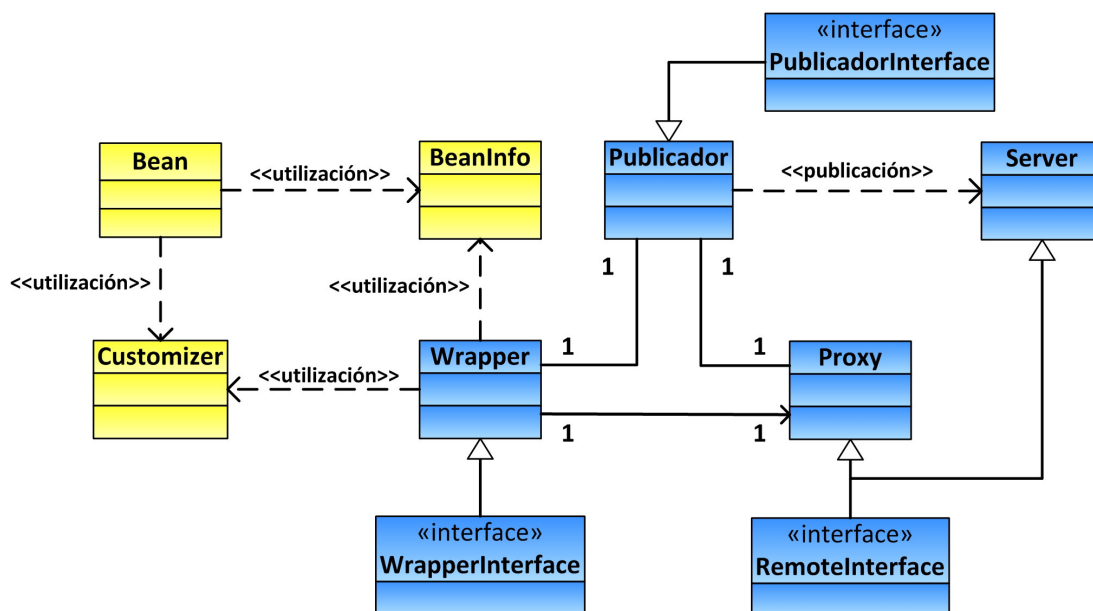 «interface»
PublicadorInterface
Bean
<<utilización>>
BeanInfo
Publicador
<<publicación>>
Server
<<utilización>>
<<utilización>>
1
1
Customizer
<<utilización>>
Wrapper
1
1
Proxy
1
1
«interface»
WrapperInterface
«interface»
RemoteInterface